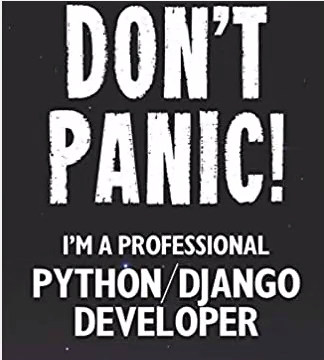 DON'T
PANIC!
I'M A PROFESSIONAL
PYTHON/DJANGO
DEVELOPER